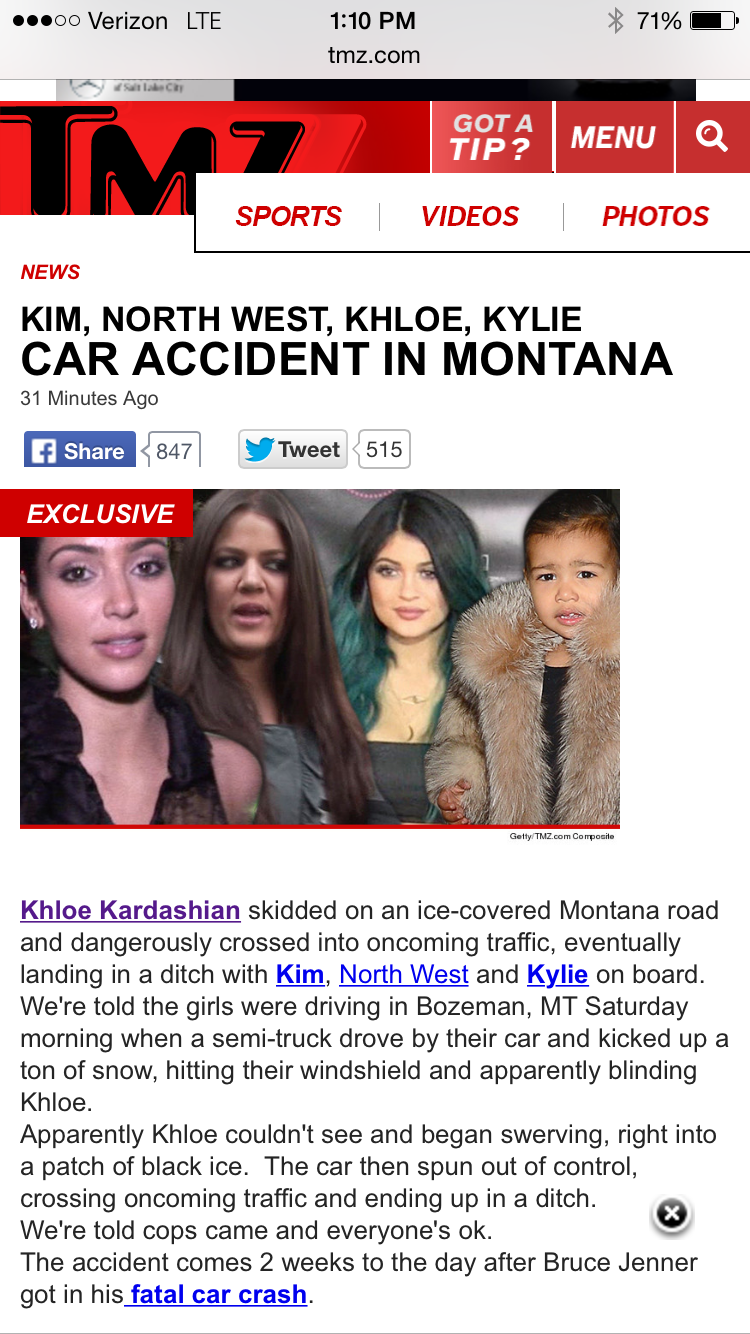 Verizon LTE 1:10 PM 71%
tmz.com
of Salt Lake City
TMZ
GOT A
TIP?
MENU
SPORTS VIDEOS PHOTOS
NEWS
KIM, NORTH WEST, KHLOE, KYLIE
CAR ACCIDENT IN MONTANA
31 Minutes Ago
f Share 847 Tweet 515
EXCLUSIVE
Getty/TMZ.com Composite
Khloe Kardashian skidded on an ice-covered Montana road
and dangerously crossed into oncoming traffic, eventually
landing in a ditch with Kim, North West and Kylie on board.
We're told the girls were driving in Bozeman, MT Saturday
morning when a semi-truck drove by their car and kicked up a
ton of snow, hitting their windshield and apparently blinding
Khloe.
Apparently Khloe couldn't see and began swerving, right into
a patch of black ice.  The car then spun out of control,
crossing oncoming traffic and ending up in a ditch.
We're told cops came and everyone's ok.
The accident comes 2 weeks to the day after Bruce Jenner
got in his fatal car crash.